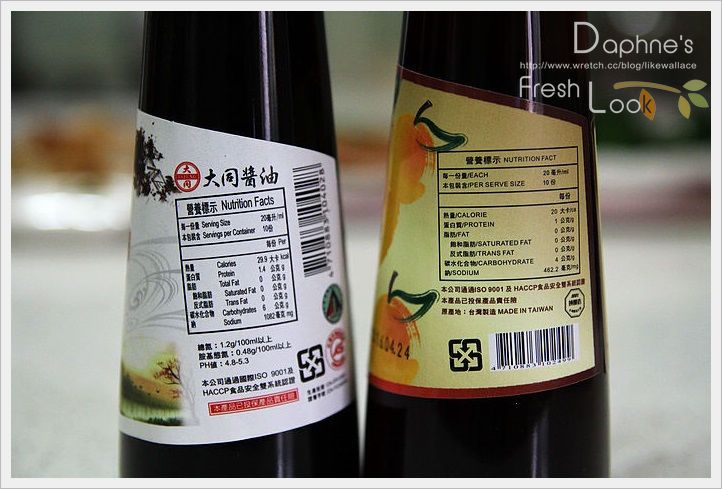 Daphne's
http://www.wretch.cc/blog/likewallace
Fresh Look
大同
大同醬油
營養標示 Nutrition Facts
每一份量 Serving Size 20毫升/ml
本包裝含 Servings per Container 10份
每份 Per
熱量 Calories 29.9 大卡 kcal
蛋白質 Protein 1.4 公克 g
脂肪 Total Fat 0 公克 g
飽和脂肪 Saturated Fat 0 公克 g
反式脂肪 Trans Fat 0 公克 g
碳水化合物 Carbohydrates 6 公克 g
鈉 Sodium 1082毫克 mg
總氮：1.2g/100ml以上
胺基態氮：0.48g/100ml以上
PH值：4.8-5.3
本公司通過國際ISO 9001及
HACCP食品安全雙系統認證
本產品已投保產品責任險
4710883104028
營養標示 NUTRITION FACT
每一份量/EACH 20 毫升/ml
本包裝含/PER SERVE SIZE 10 份
每份
熱量/CALORIE 20 大卡/kcal
蛋白質/PROTEIN 1 公克/g
脂肪/FAT 0 公克/g
飽和脂肪/SATURATED FAT 0 公克/g
反式脂肪/TRANS FAT 0 公克/g
碳水化合物/CARBOHYDRATE 4 公克/g
鈉/SODIUM 462.2 毫克/mg
本公司通過ISO 9001 及 HACCP食品安全雙系統認證
本產品已投保產品責任險
原產地：台灣製造 MADE IN TAIWAN
04.24